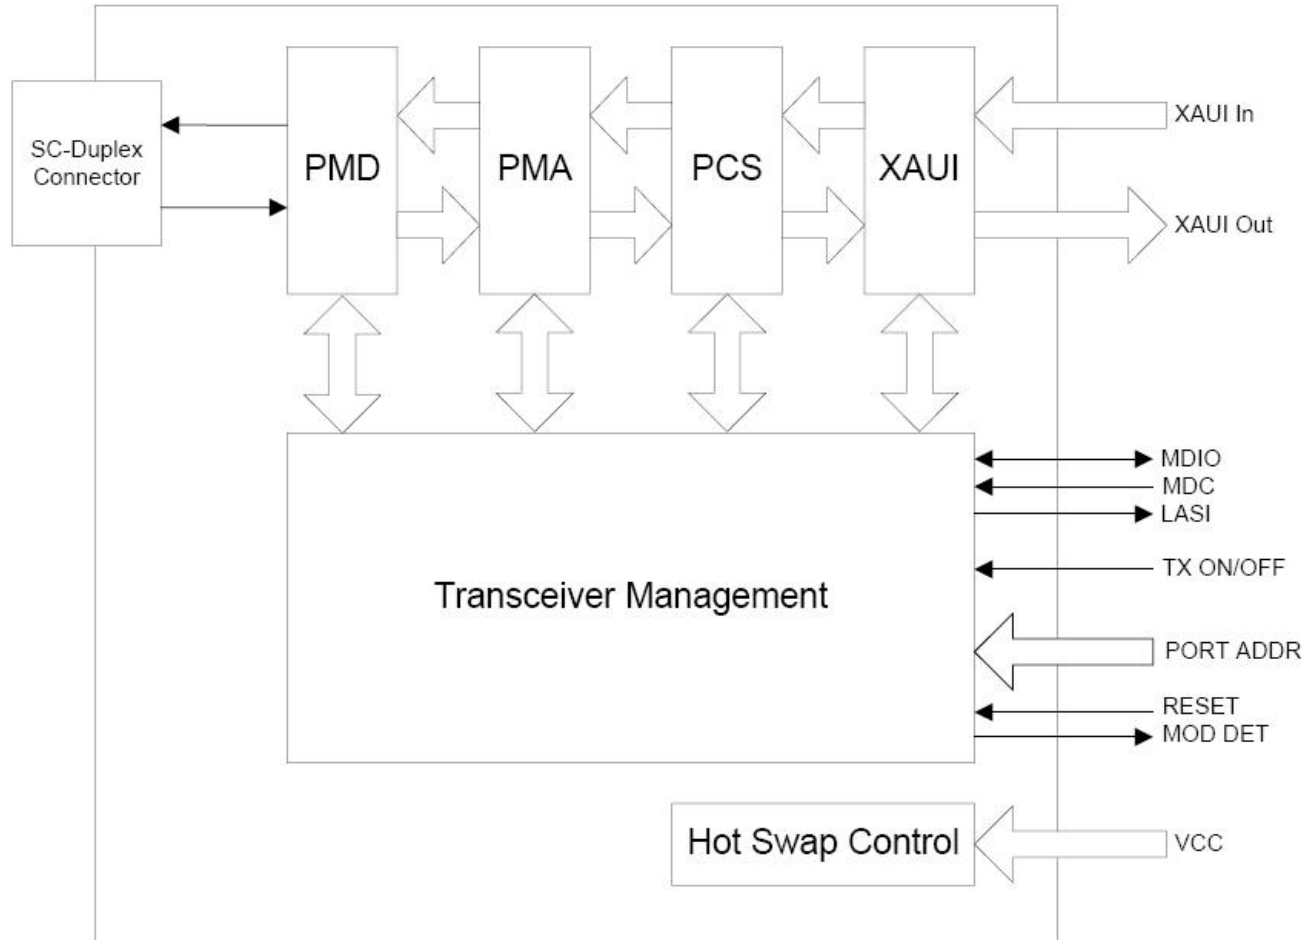 SC-Duplex
Connector
PMD
PMA
PCS
XAUI
XAUI In
XAUI Out
MDIO
MDC
LASI
TX ON/OFF
Transceiver Management
PORT ADDR
RESET
MOD DET
Hot Swap Control
VCC